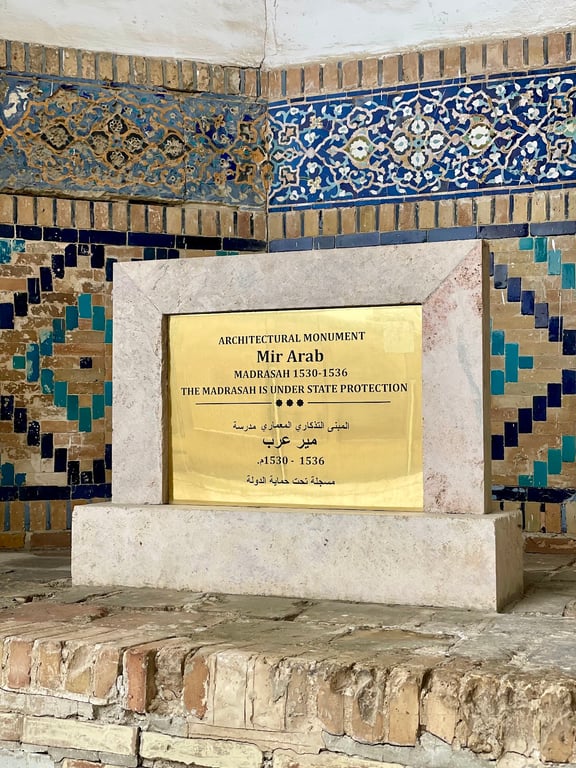 ARCHITECTURAL MONUMENT
Mir Arab
MADRASAH 1530-1536
THE MADRASAH IS UNDER STATE PROTECTION
المبنى التذكاري المعماري مدرسة
مير عرب
1530 - 1536م.
مسجلة تحت حماية الدولة